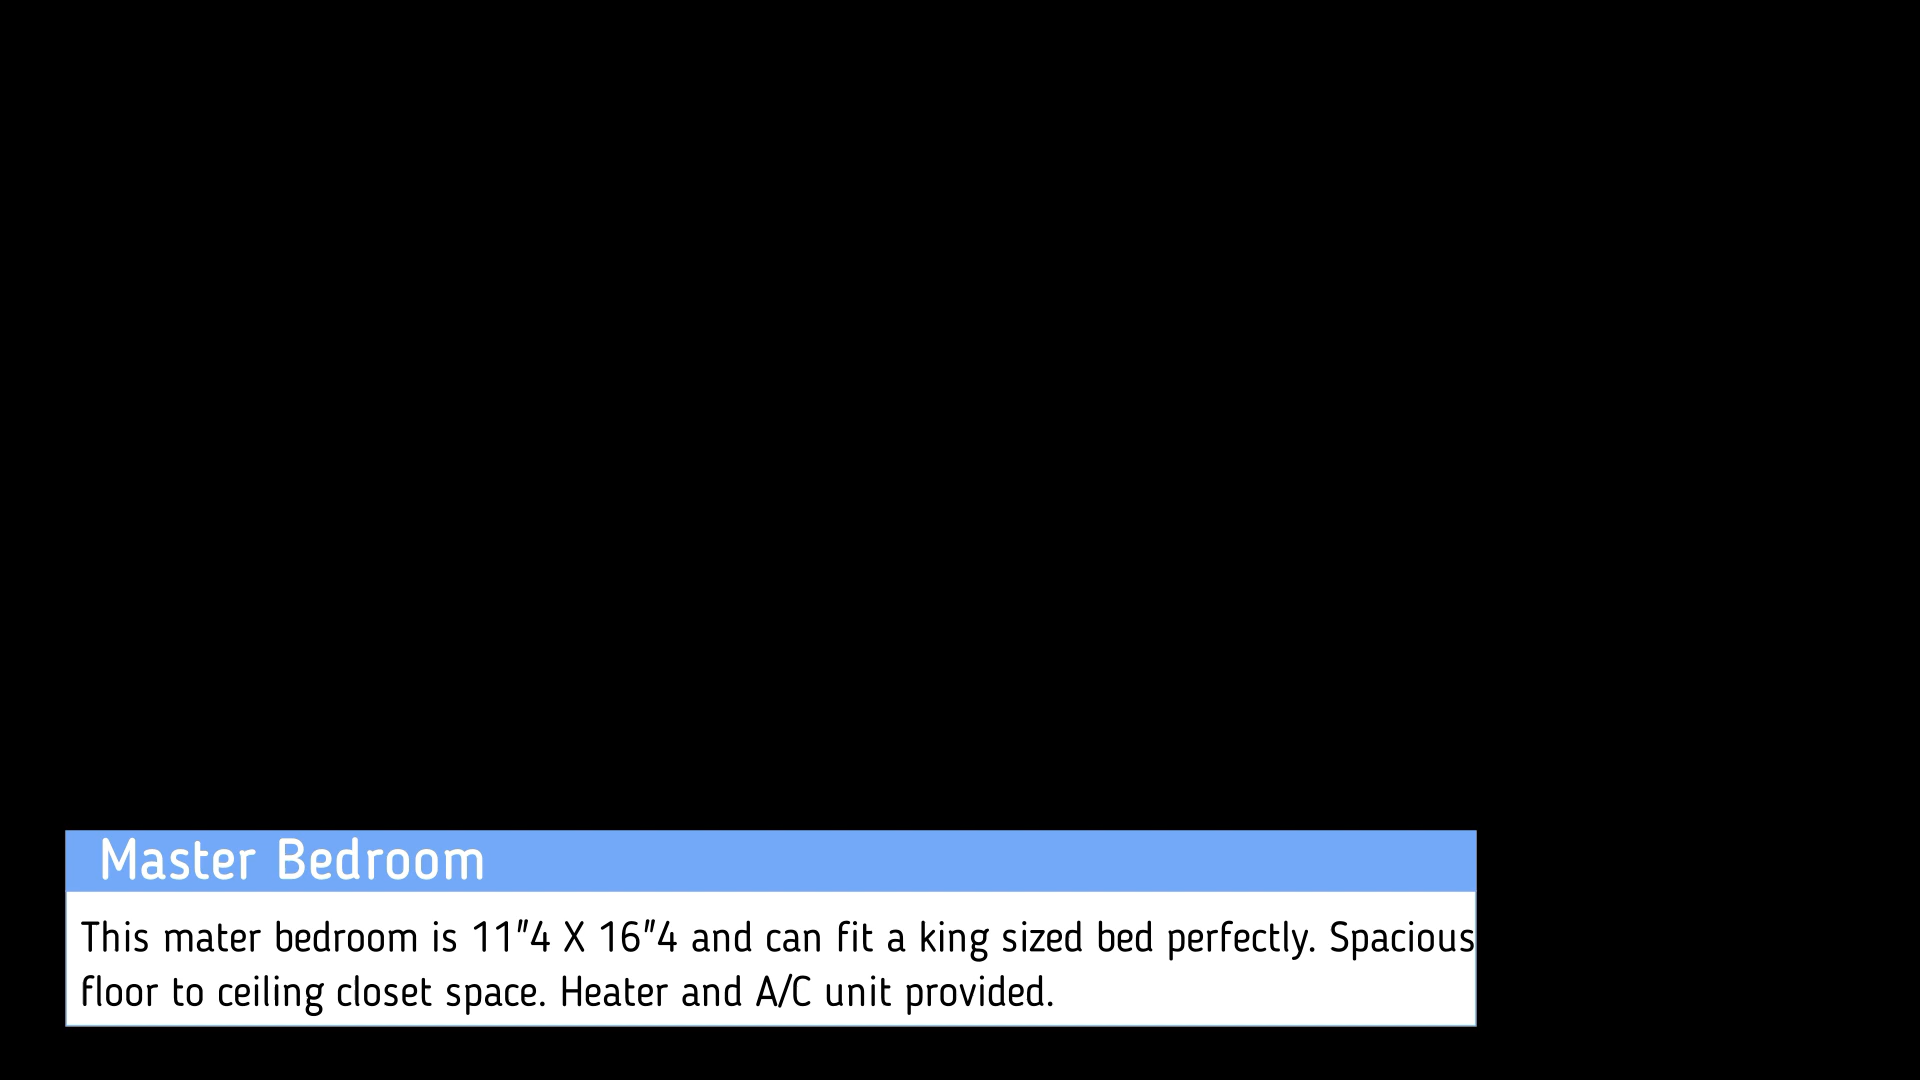 Master Bedroom
This mater bedroom is 11"4 X 16"4 and can fit a king sized bed perfectly. Spacious
floor to ceiling closet space. Heater and A/C unit provided.